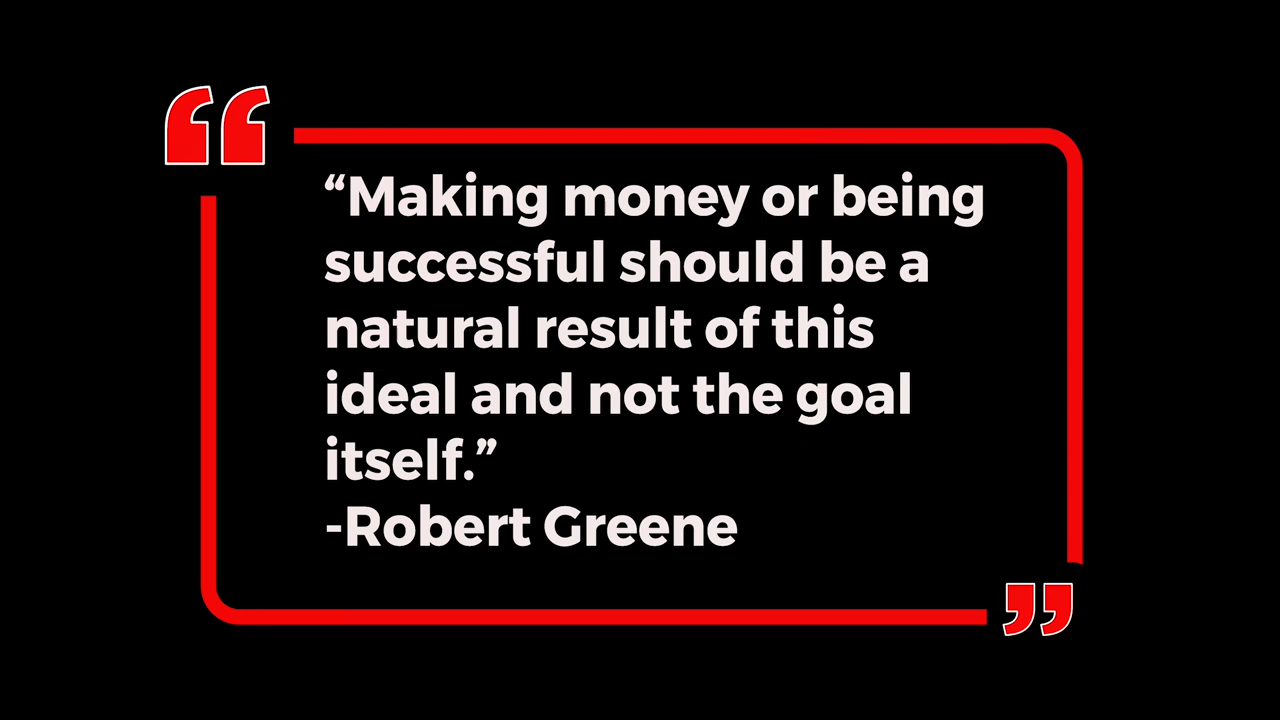 “Making money or being
successful should be a
natural result of this
ideal and not the goal
itself.”
-Robert Greene